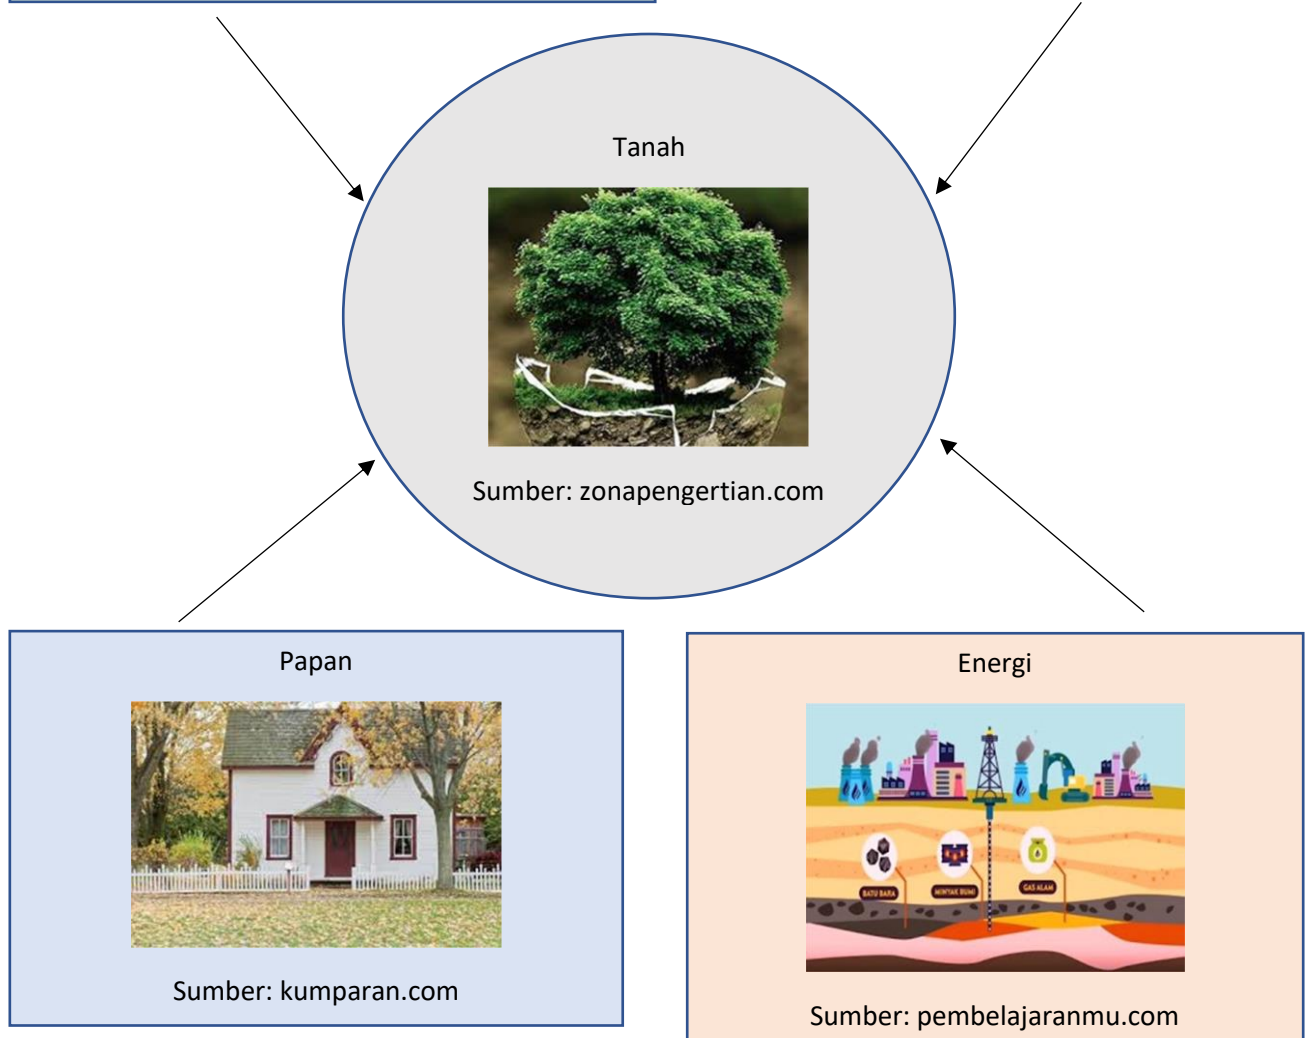 Tanah
Sumber: zonapengertian.com
Papan
Energi
BATU BARA
MINYAK BUMI
GAS ALAM
Sumber: kumparan.com
Sumber: pembelajaranmu.com